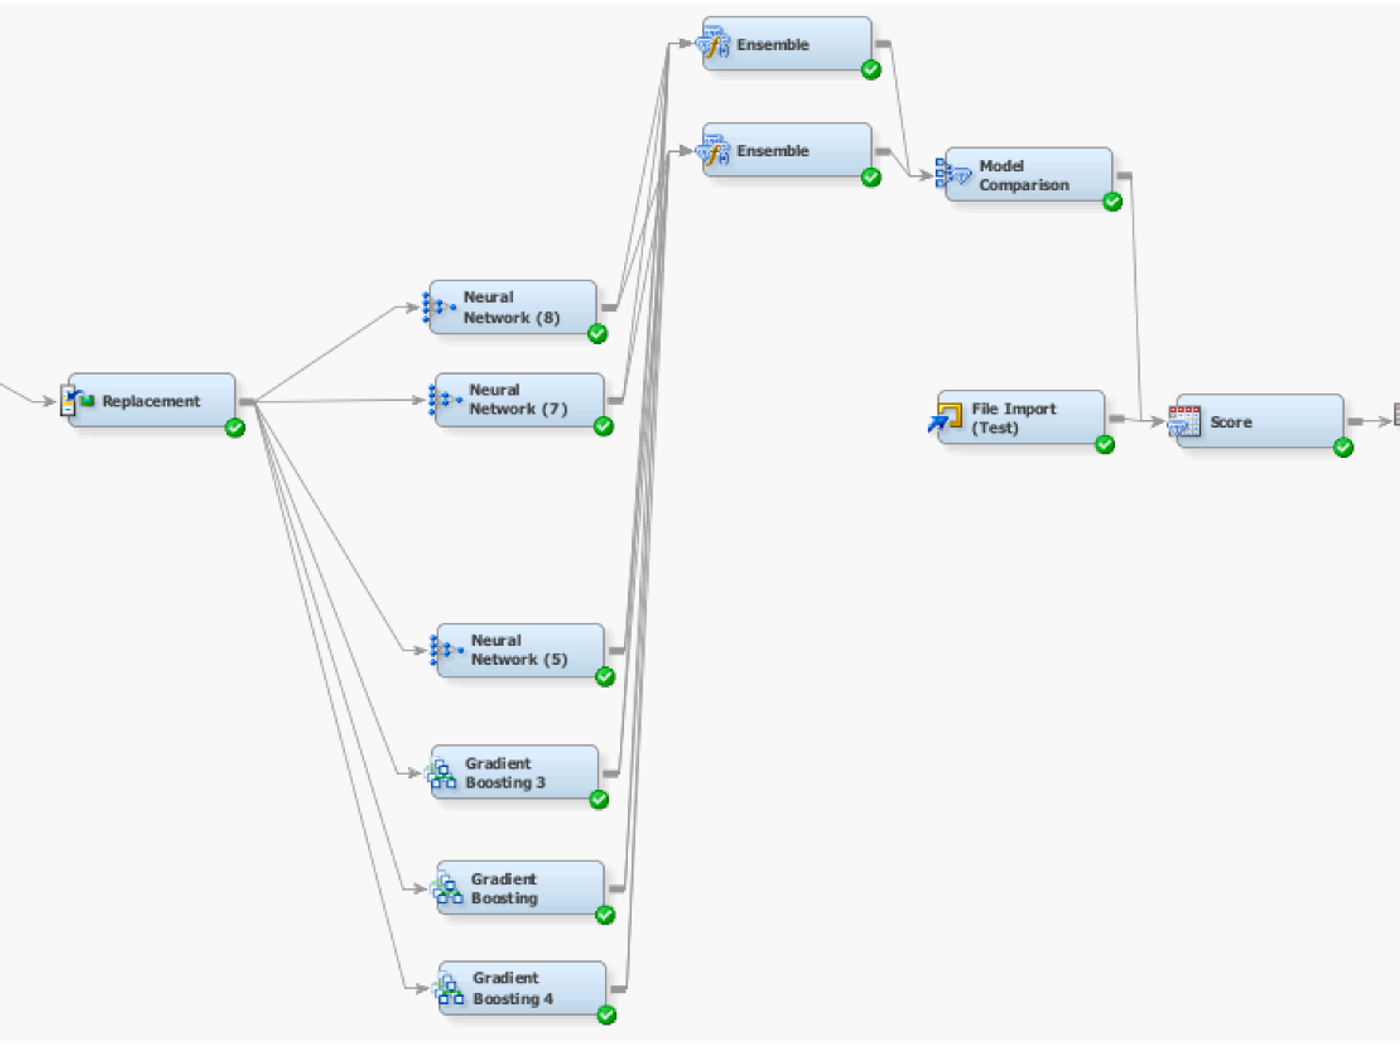 Ensemble
Ensemble
Model
Comparison
Neural
Network (8)
Replacement
Neural
Network (7)
File Import
(Test)
Score
Neural
Network (5)
Gradient
Boosting 3
Gradient
Boosting
Gradient
Boosting 4